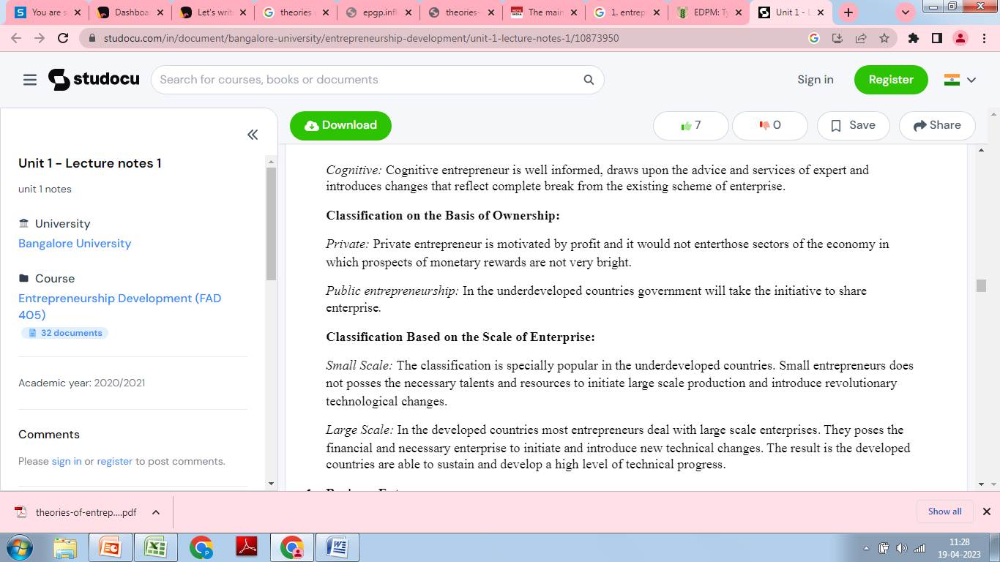 You are s
Dashboa
Let's writ
theories c
epgp.infl
theories-
The main
1. entrep
EDPM: Ty
Unit 1 - L
studocu.com/in/document/bangalore-university/entrepreneurship-development/unit-1-lecture-notes-1/10873950
studocu
Search for courses, books or documents
Sign in
Register
Download
7
0
Save
Share
Unit 1 - Lecture notes 1
unit 1 notes
University
Bangalore University
Course
Entrepreneurship Development (FAD
405)
32 documents
Academic year: 2020/2021
Comments
Please sign in or register to post comments.
Cognitive: Cognitive entrepreneur is well informed, draws upon the advice and services of expert and
introduces changes that reflect complete break from the existing scheme of enterprise.
Classification on the Basis of Ownership:
Private: Private entrepreneur is motivated by profit and it would not enterthose sectors of the economy in
which prospects of monetary rewards are not very bright.
Public entrepreneurship: In the underdeveloped countries government will take the initiative to share
enterprise.
Classification Based on the Scale of Enterprise:
Small Scale: The classification is specially popular in the underdeveloped countries. Small entrepreneurs does
not posses the necessary talents and resources to initiate large scale production and introduce revolutionary
technological changes.
Large Scale: In the developed countries most entrepreneurs deal with large scale enterprises. They poses the
financial and necessary enterprise to initiate and introduce new technical changes. The result is the developed
countries are able to sustain and develop a high level of technical progress.
theories-of-entrep....pdf
Show all
11:28
19-04-2023